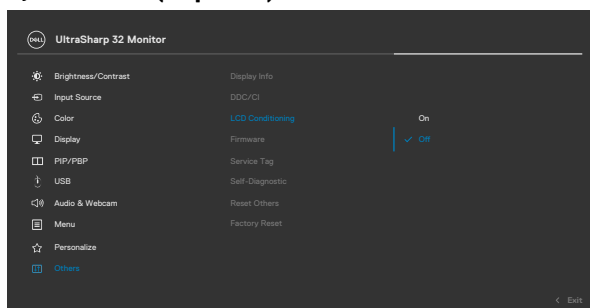 DELL UltraSharp 32 Monitor
Brightness/Contrast Display Info
Input Source DDC/CI
Color LCD Conditioning On
Display Firmware Off
PIP/PBP Service Tag
USB Self-Diagnostic
Audio & Webcam Reset Others
Menu Factory Reset
Personalize
Others
Exit